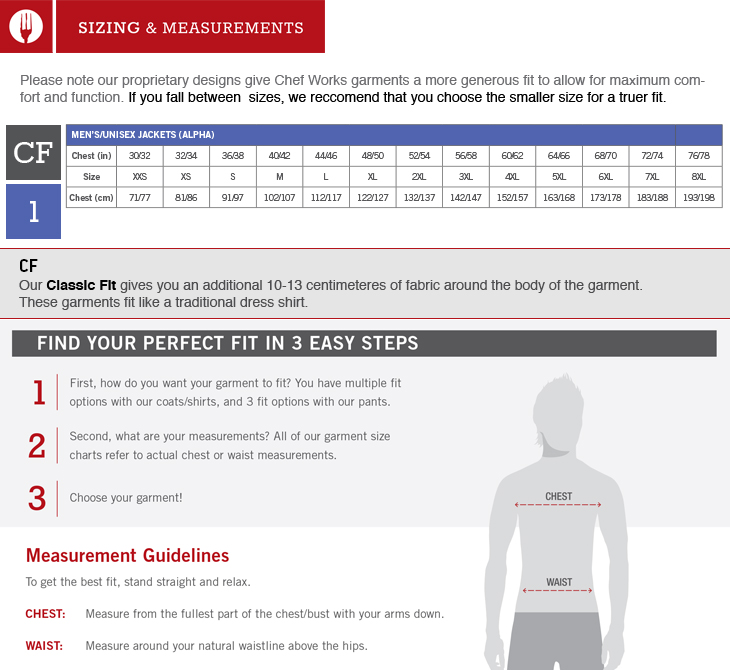 SIZING & MEASUREMENTS
Please note our proprietary designs give Chef Works garments a more generous fit to allow for maximum com-
fort and function. If you fall between  sizes, we reccomend that you choose the smaller size for a truer fit.
CF
1
MEN'S/UNISEX JACKETS (ALPHA)
Chest (in) 30/32 32/34 36/38 40/42 44/46 48/50 52/54 56/58 60/62 64/66 68/70 72/74 76/78
Size XXS XS S M L XL 2XL 3XL 4XL 5XL 6XL 7XL 8XL
Chest (cm) 71/77 81/86 91/97 102/107 112/117 122/127 132/137 142/147 152/157 163/168 173/178 183/188 193/198
CF
Our Classic Fit gives you an additional 10-13 centimeteres of fabric around the body of the garment.
These garments fit like a traditional dress shirt.
FIND YOUR PERFECT FIT IN 3 EASY STEPS
1 First, how do you want your garment to fit? You have multiple fit
options with our coats/shirts, and 3 fit options with our pants.
2 Second, what are your measurements? All of our garment size
charts refer to actual chest or waist measurements.
3 Choose your garment!
CHEST
WAIST
Measurement Guidelines
To get the best fit, stand straight and relax.
CHEST: Measure from the fullest part of the chest/bust with your arms down.
WAIST: Measure around your natural waistline above the hips.